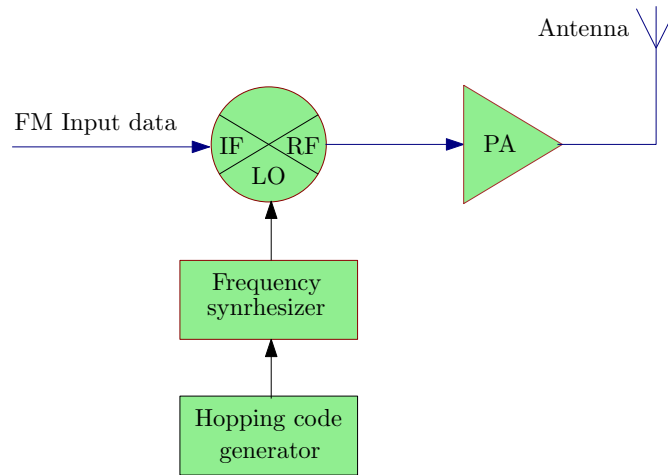 Antenna
FM Input data
IF
RF
LO
PA
Frequency
synrhesizer
Hopping code
generator